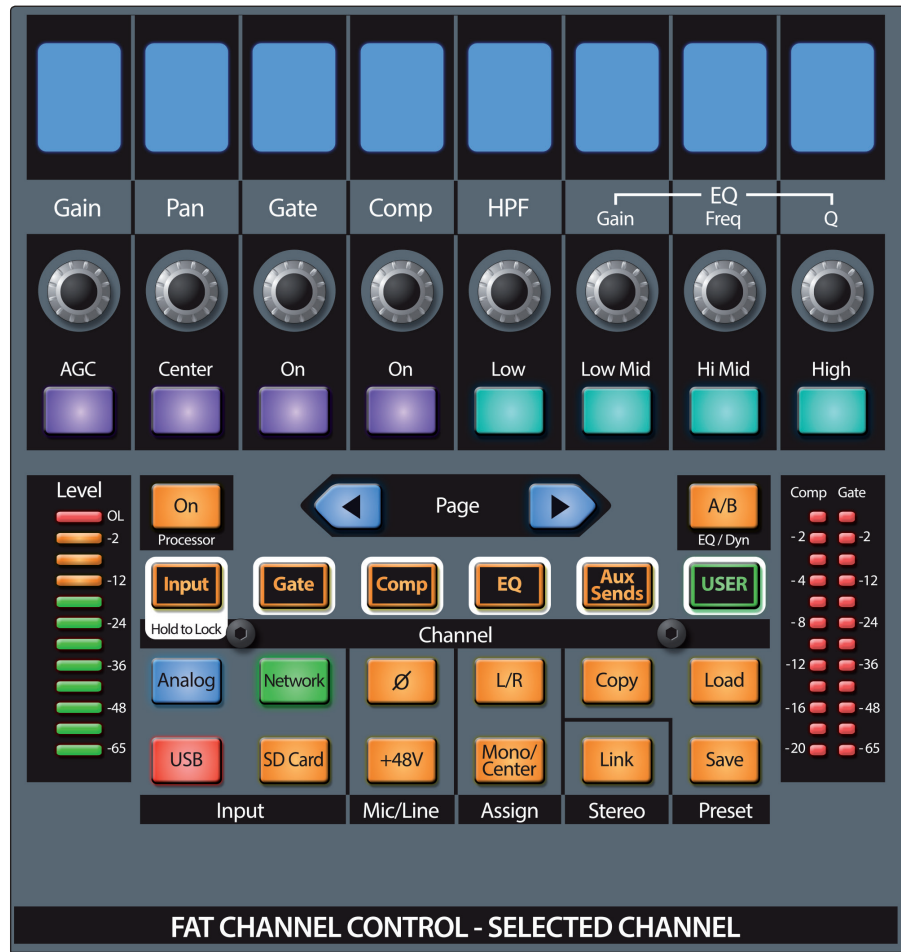 Gain Pan Gate Comp HPF EQ
Gain Freq Q
AGC Center On On Low Low Mid Hi Mid High
Level
OL
-2
-12
-24
-36
-48
-65
On
Processor
Page
A/B
EQ / Dyn
Input Gate Comp EQ Aux
Sends USER
Hold to Lock
Channel
Analog Network Ø L/R Copy Load
USB SD Card +48V Mono/
Center Link Save
Input Mic/Line Assign Stereo Preset
Comp Gate
-2 -2
-4 -12
-8 -24
-12 -36
-16 -48
-20 -65
FAT CHANNEL CONTROL - SELECTED CHANNEL